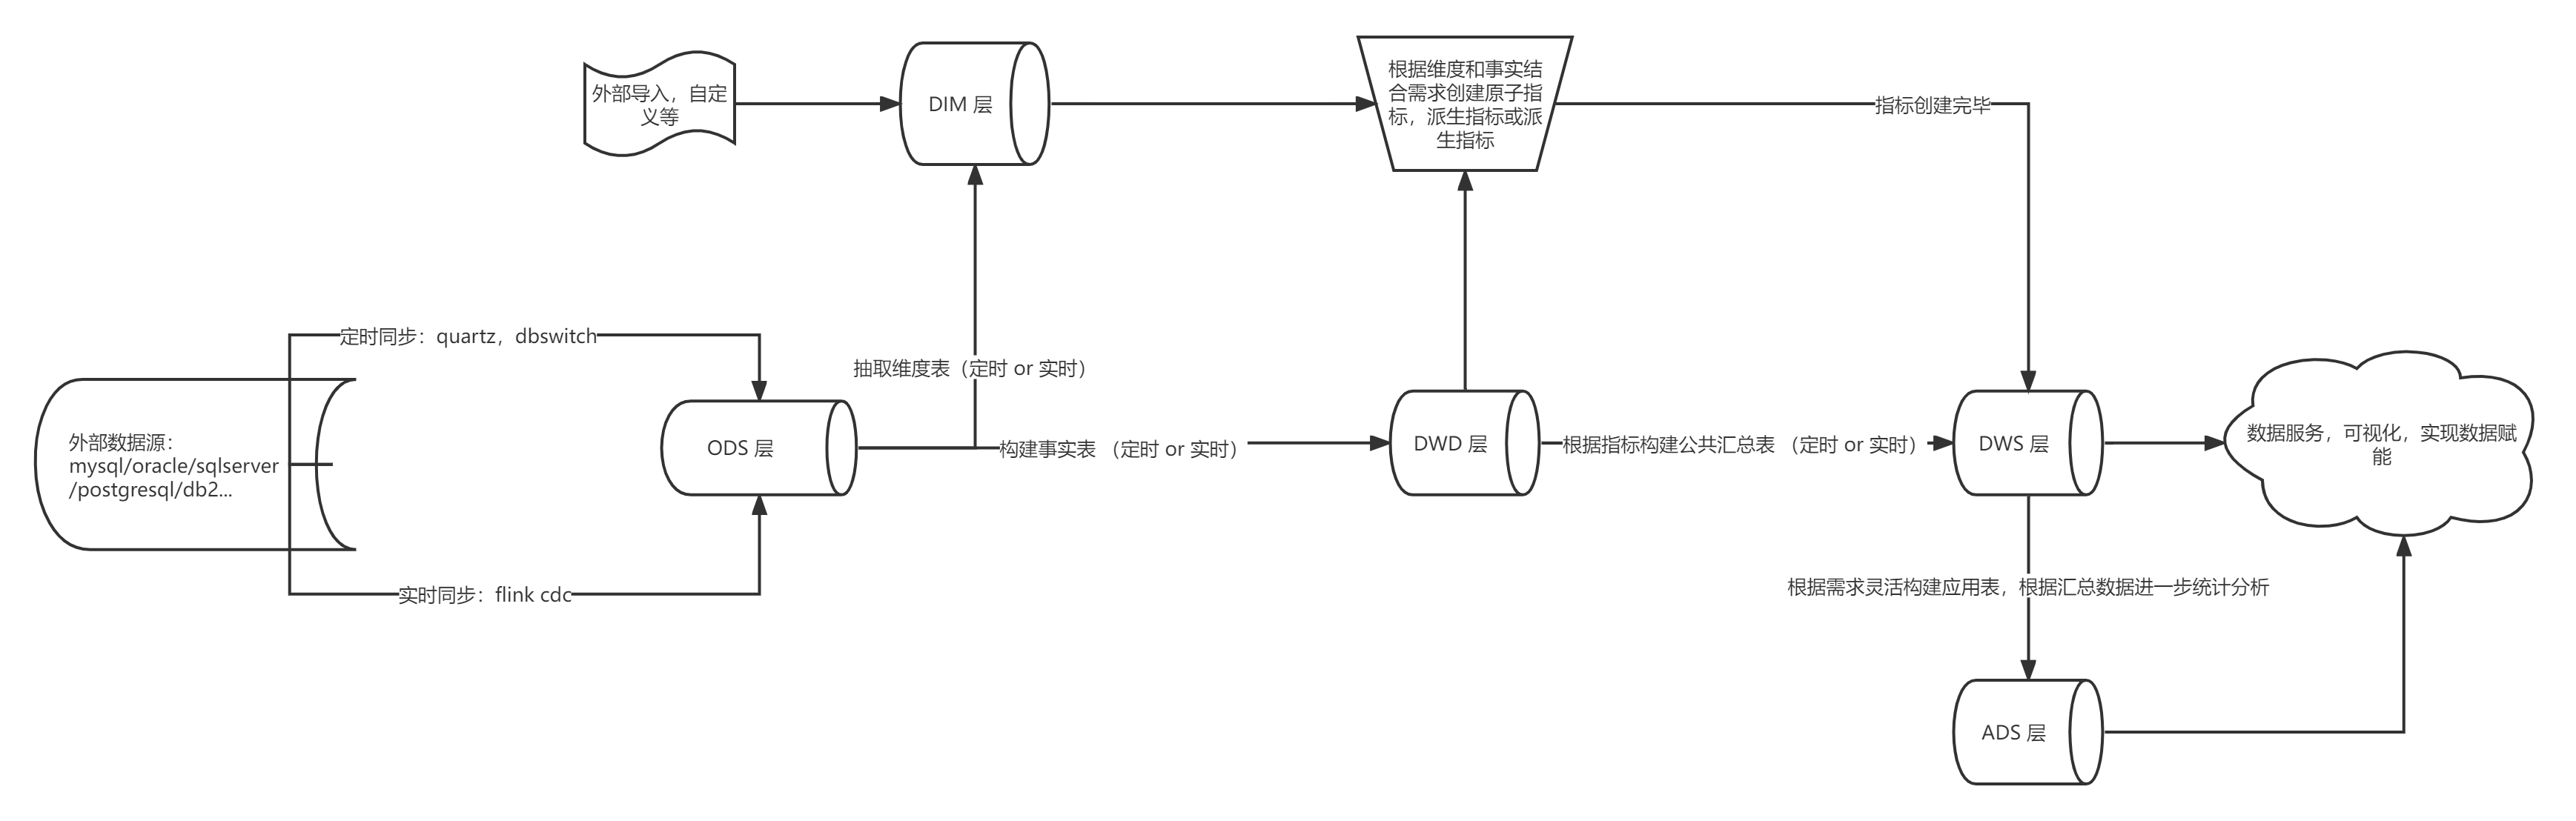 外部导入，自定
义等
DIM 层
根据维度和事实结
合需求创建原子指
标，派生指标或派
生指标
指标创建完毕
定时同步：quartz，dbswitch
抽取维度表（定时 or 实时）
外部数据源：
mysql/oracle/sqlserver
/postgresql/db2...
ODS 层
构建事实表 （定时 or 实时）
DWD 层
根据指标构建公共汇总表 （定时 or 实时）
DWS 层
数据服务，可视化，实现数据赋
能
实时同步：flink cdc
根据需求灵活构建应用表，根据汇总数据进一步统计分析
ADS 层